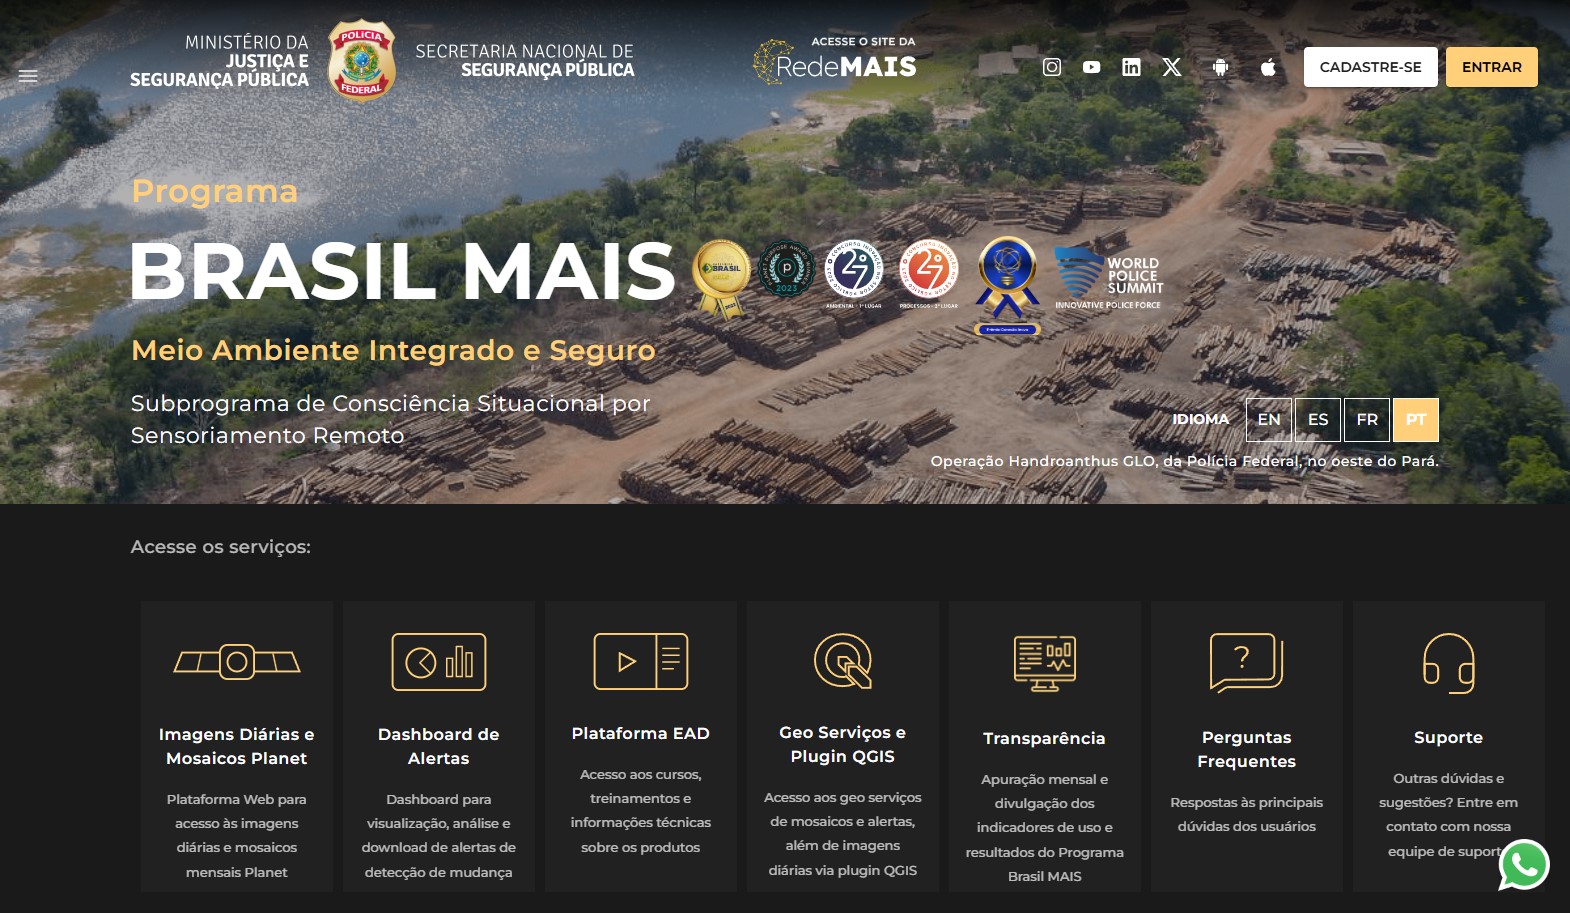 MINISTÉRIO DA
JUSTIÇA E
SEGURANÇA PÚBLICA
POLÍCIA
FEDERAL
SECRETARIA NACIONAL DE
SEGURANÇA PÚBLICA
ACESSE O SITE DA
RedeMAIS
CADASTRE-SE
ENTRAR
Programa
BRASIL MAIS
BRASIL
2023
27
AMBIENTAL - 1º LUGAR
27
WORLD
POLICE
SUMMIT
INNOVATIVE POLICE FORCE
Meio Ambiente Integrado e Seguro
Subprograma de Consciência Situacional por
Sensoriamento Remoto
IDIOMA
EN
ES
FR
PT
Operação Handroanthus GLO, da Polícia Federal, no oeste do Pará.
Acesse os serviços:
Imagens Diárias e
Mosaicos Planet
Plataforma Web para
acesso às imagens
diárias e mosaicos
mensais Planet
Dashboard de
Alertas
Dashboard para
visualização, análise e
download de alertas de
detecção de mudança
Plataforma EAD
Acesso aos cursos,
treinamentos e
informações técnicas
sobre os produtos
Geo Serviços e
Plugin QGIS
Acesso aos geo serviços
de mosaicos e alertas,
além de imagens
diárias via plugin QGIS
Transparência
Apuração mensal e
divulgação dos
indicadores de uso e
resultados do Programa
Brasil MAIS
Perguntas
Frequentes
Respostas às principais
dúvidas dos usuários
Suporte
Outras dúvidas e
sugestões? Entre em
contato com nossa
equipe de suport